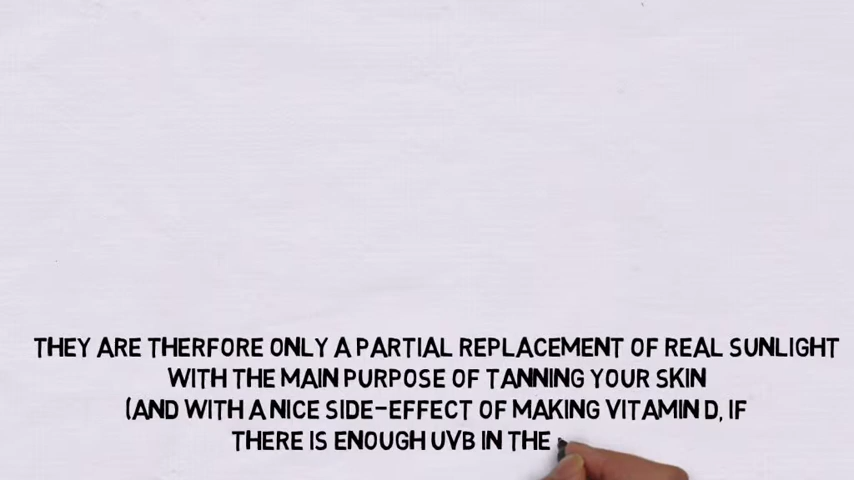 THEY ARE THERFORE ONLY A PARTIAL REPLACEMENT OF REAL SUNLIGHT
WITH THE MAIN PURPOSE OF TANNING YOUR SKIN
(AND WITH A NICE SIDE-EFFECT OF MAKING VITAMIN D, IF
THERE IS ENOUGH UVB IN THE